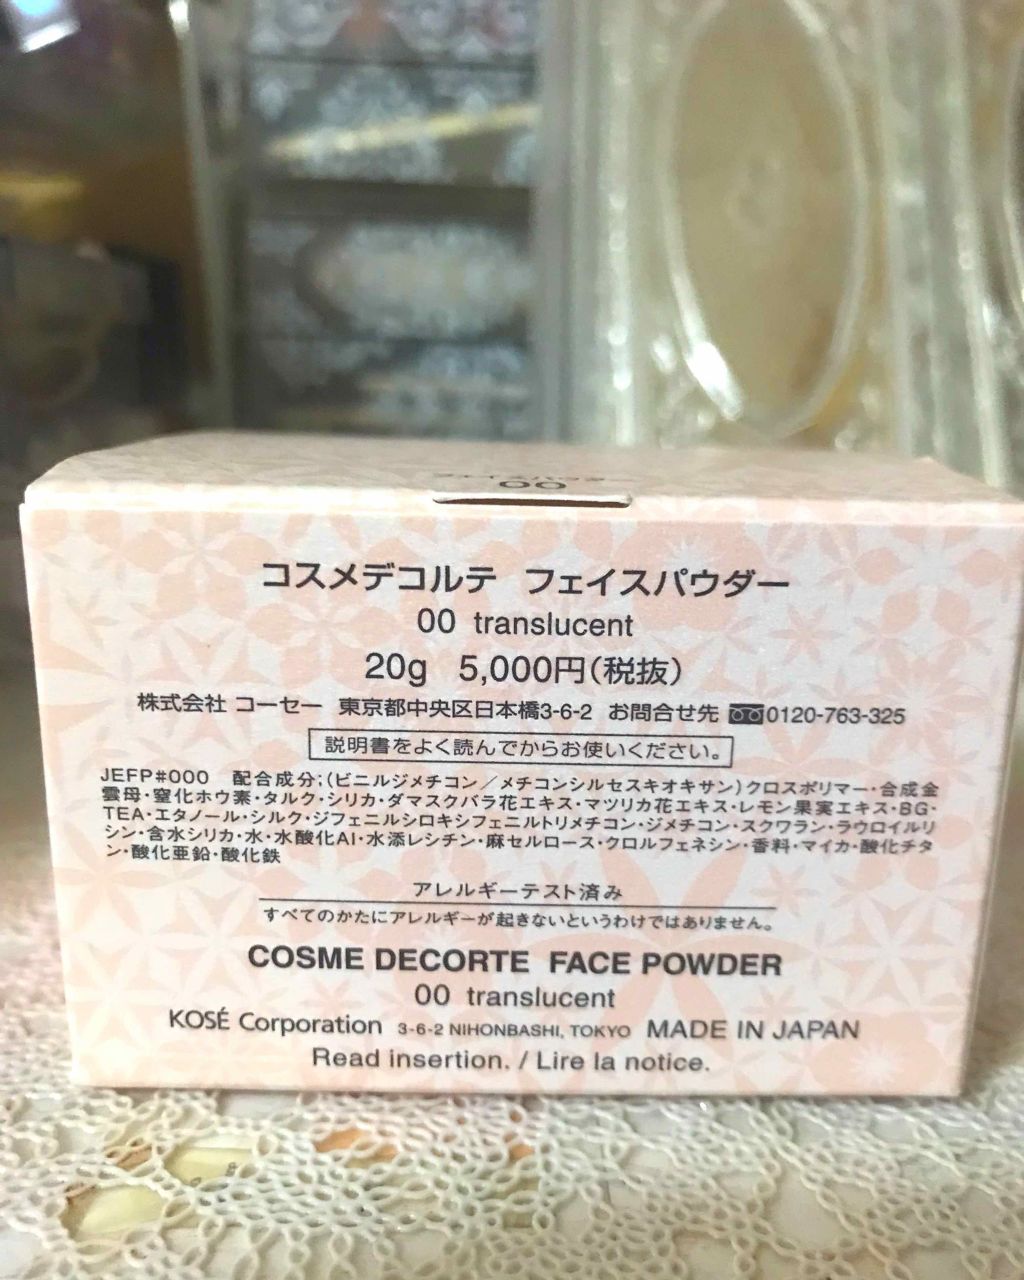 00
コスメデコルテ フェイスパウダー
00 translucent
20g 5,000円(税抜)
株式会社 コーセー 東京都中央区日本橋3-6-2 お問合せ先 0120-763-325
説明書をよく読んでからお使いください。
JEFP#000 配合成分:(ビニルジメチコン/メチコンシルセスキオキサン)クロスポリマー・合成金
雲母・窒化ホウ素・タルク・シリカ・ダマスクバラ花エキス・マツリカ花エキス・レモン果実エキス・BG・
TEA・エタノール・シルク・ジフェニルシロキシフェニルトリメチコン・ジメチコン・スクワラン・ラウロイルリ
シン・含水シリカ・水・水酸化Al・水添レシチン・麻セルロース・クロルフェネシン・香料・マイカ・酸化チタ
ン・酸化亜鉛・酸化鉄
アレルギーテスト済み
すべてのかたにアレルギーが起きないというわけではありません。
COSME DECORTE FACE POWDER
00 translucent
KOSÉ Corporation 3-6-2 NIHONBASHI, TOKYO MADE IN JAPAN
Read insertion. / Lire la notice.